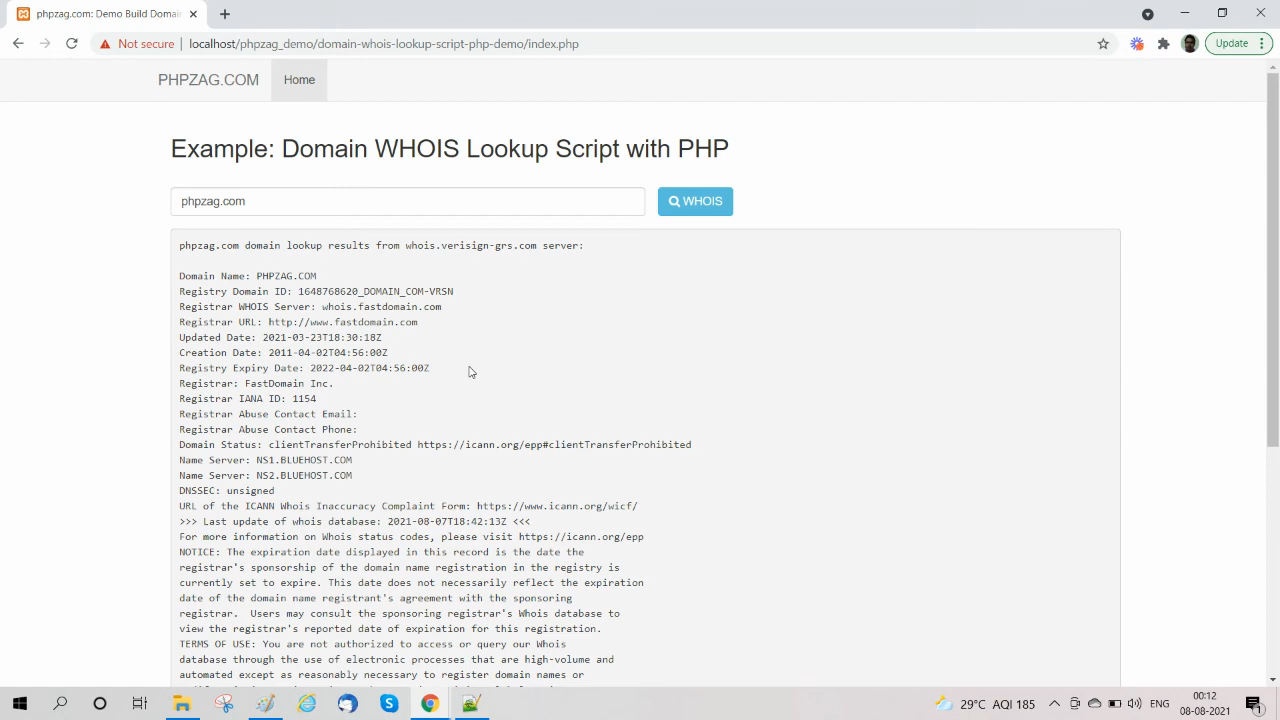 phpzag.com: Demo Build Domain
Not secure
localhost/phpzag_demo/domain-whois-lookup-script-php-demo/index.php
Update
PHPZAG.COM
Home
Example: Domain WHOIS Lookup Script with PHP
phpzag.com
WHOIS
phpzag.com domain lookup results from whois.verisign-grs.com server:
Domain Name: PHPZAG.COM
Registry Domain ID: 1648768620_DOMAIN_COM-VRSN
Registrar WHOIS Server: whois.fastdomain.com
Registrar URL: http://www.fastdomain.com
Updated Date: 2021-03-23T18:30:18Z
Creation Date: 2011-04-02T04:56:00Z
Registry Expiry Date: 2022-04-02T04:56:00Z
Registrar: FastDomain Inc.
Registrar IANA ID: 1154
Registrar Abuse Contact Email:
Registrar Abuse Contact Phone:
Domain Status: clientTransferProhibited https://icann.org/epp#clientTransferProhibited
Name Server: NS1.BLUEHOST.COM
Name Server: NS2.BLUEHOST.COM
DNSSEC: unsigned
URL of the ICANN Whois Inaccuracy Complaint Form: https://www.icann.org/wicf/
>>> Last update of whois database: 2021-08-07T18:42:13Z <<<
For more information on Whois status codes, please visit https://icann.org/epp
NOTICE: The expiration date displayed in this record is the date the
registrar's sponsorship of the domain name registration in the registry is
currently set to expire. This date does not necessarily reflect the expiration
date of the domain name registrant's agreement with the sponsoring
registrar.  Users may consult the sponsoring registrar's Whois database to
view the registrar's reported date of expiration for this registration.
TERMS OF USE: You are not authorized to access or query our Whois
database through the use of electronic processes that are high-volume and
automated except as reasonably necessary to register domain names or
29°C AQI 185
ENG
00:12
08-08-2021
1